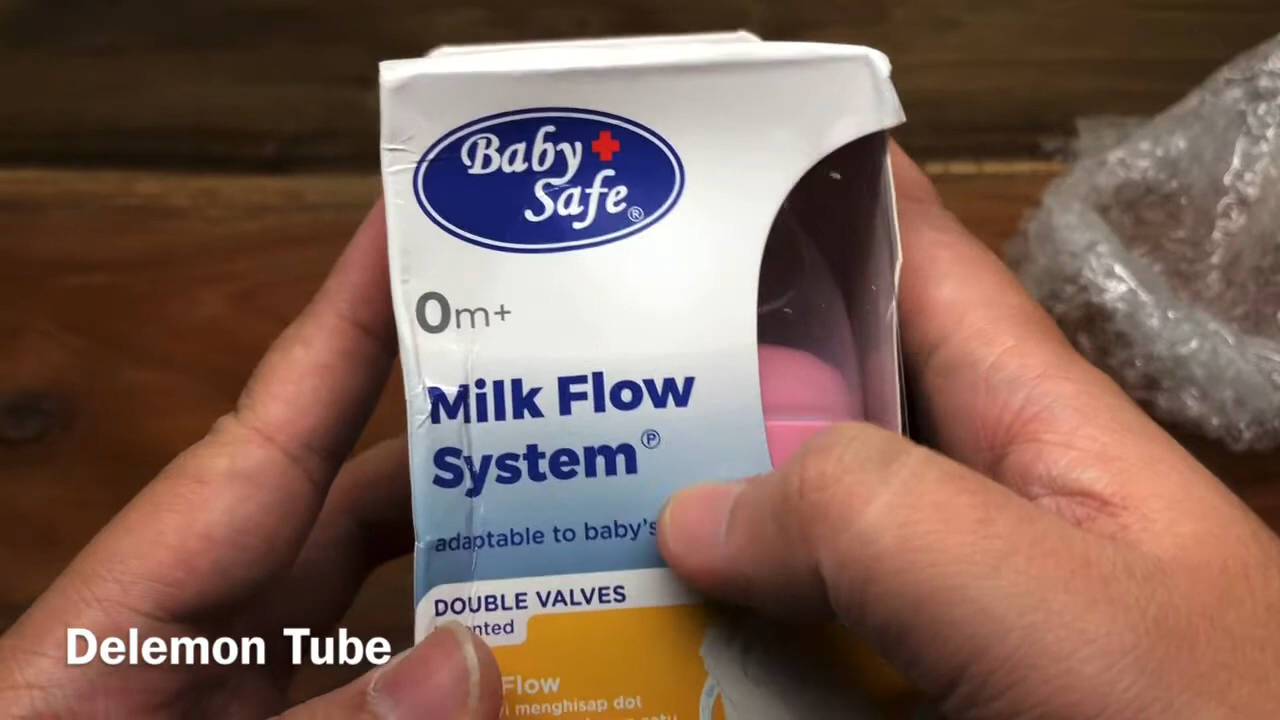 Baby
Safe®
0m+
Milk Flow
System℗
adaptable to baby's
DOUBLE VALVES
Flow
menghisap dot
Delemon Tube